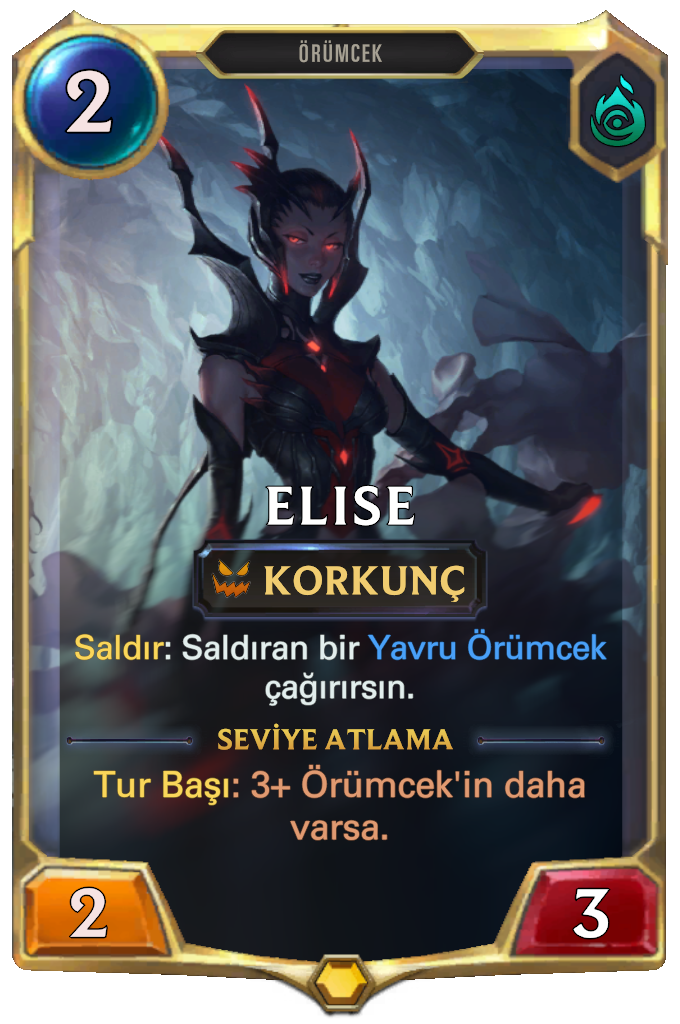 ÖRÜMCEK
2
ELISE
KORKUNÇ
Saldır: Saldıran bir Yavru Örümcek
çağırırsın.
SEVİYE ATLAMA
Tur Başı: 3+ Örümcek'in daha
varsa.
2
3